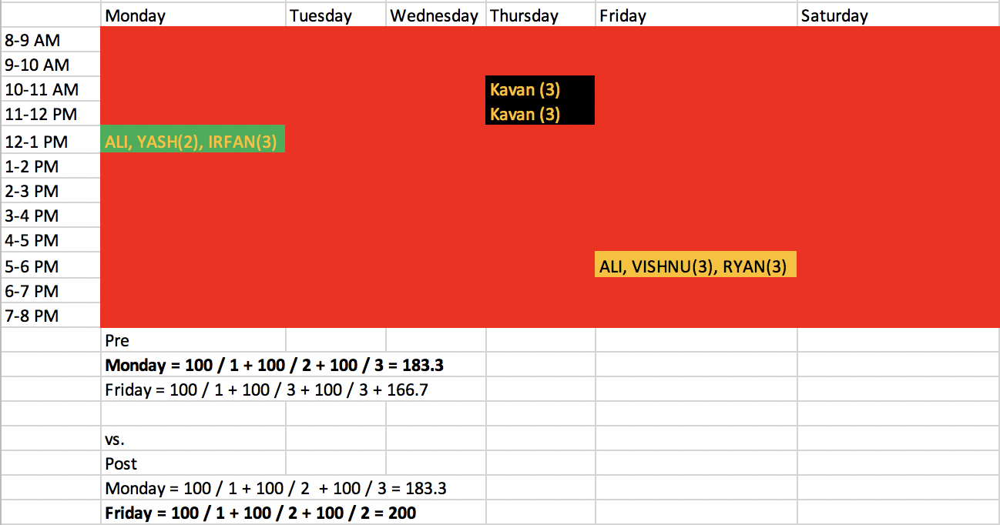 Monday Tuesday Wednesday Thursday Friday Saturday
8-9 AM
9-10 AM
10-11 AM Kavan (3)
11-12 PM Kavan (3)
12-1 PM ALI, YASH(2), IRFAN(3)
1-2 PM
2-3 PM
3-4 PM
4-5 PM
5-6 PM ALI, VISHNU(3), RYAN(3)
6-7 PM
7-8 PM
Pre
Monday = 100 / 1 + 100 / 2 + 100 / 3 = 183.3
Friday = 100 / 1 + 100 / 3 + 100 / 3 + 166.7
vs.
Post
Monday = 100 / 1 + 100 / 2  + 100 / 3 = 183.3
Friday = 100 / 1 + 100 / 2 + 100 / 2 = 200